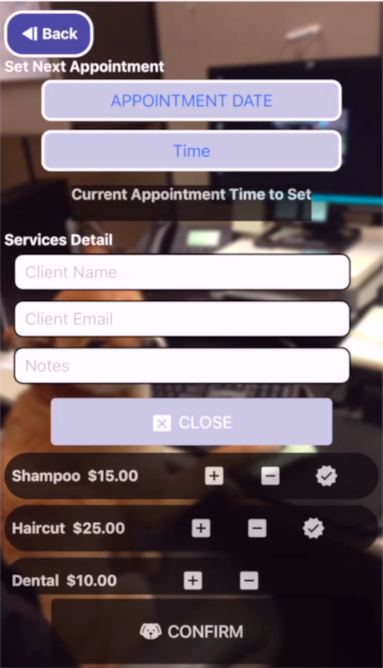 Back
Set Next Appointment
APPOINTMENT DATE
Time
Current Appointment Time to Set
Services Detail
Client Name
Client Email
Notes
CLOSE
Shampoo $15.00
Haircut $25.00
Dental $10.00
CONFIRM